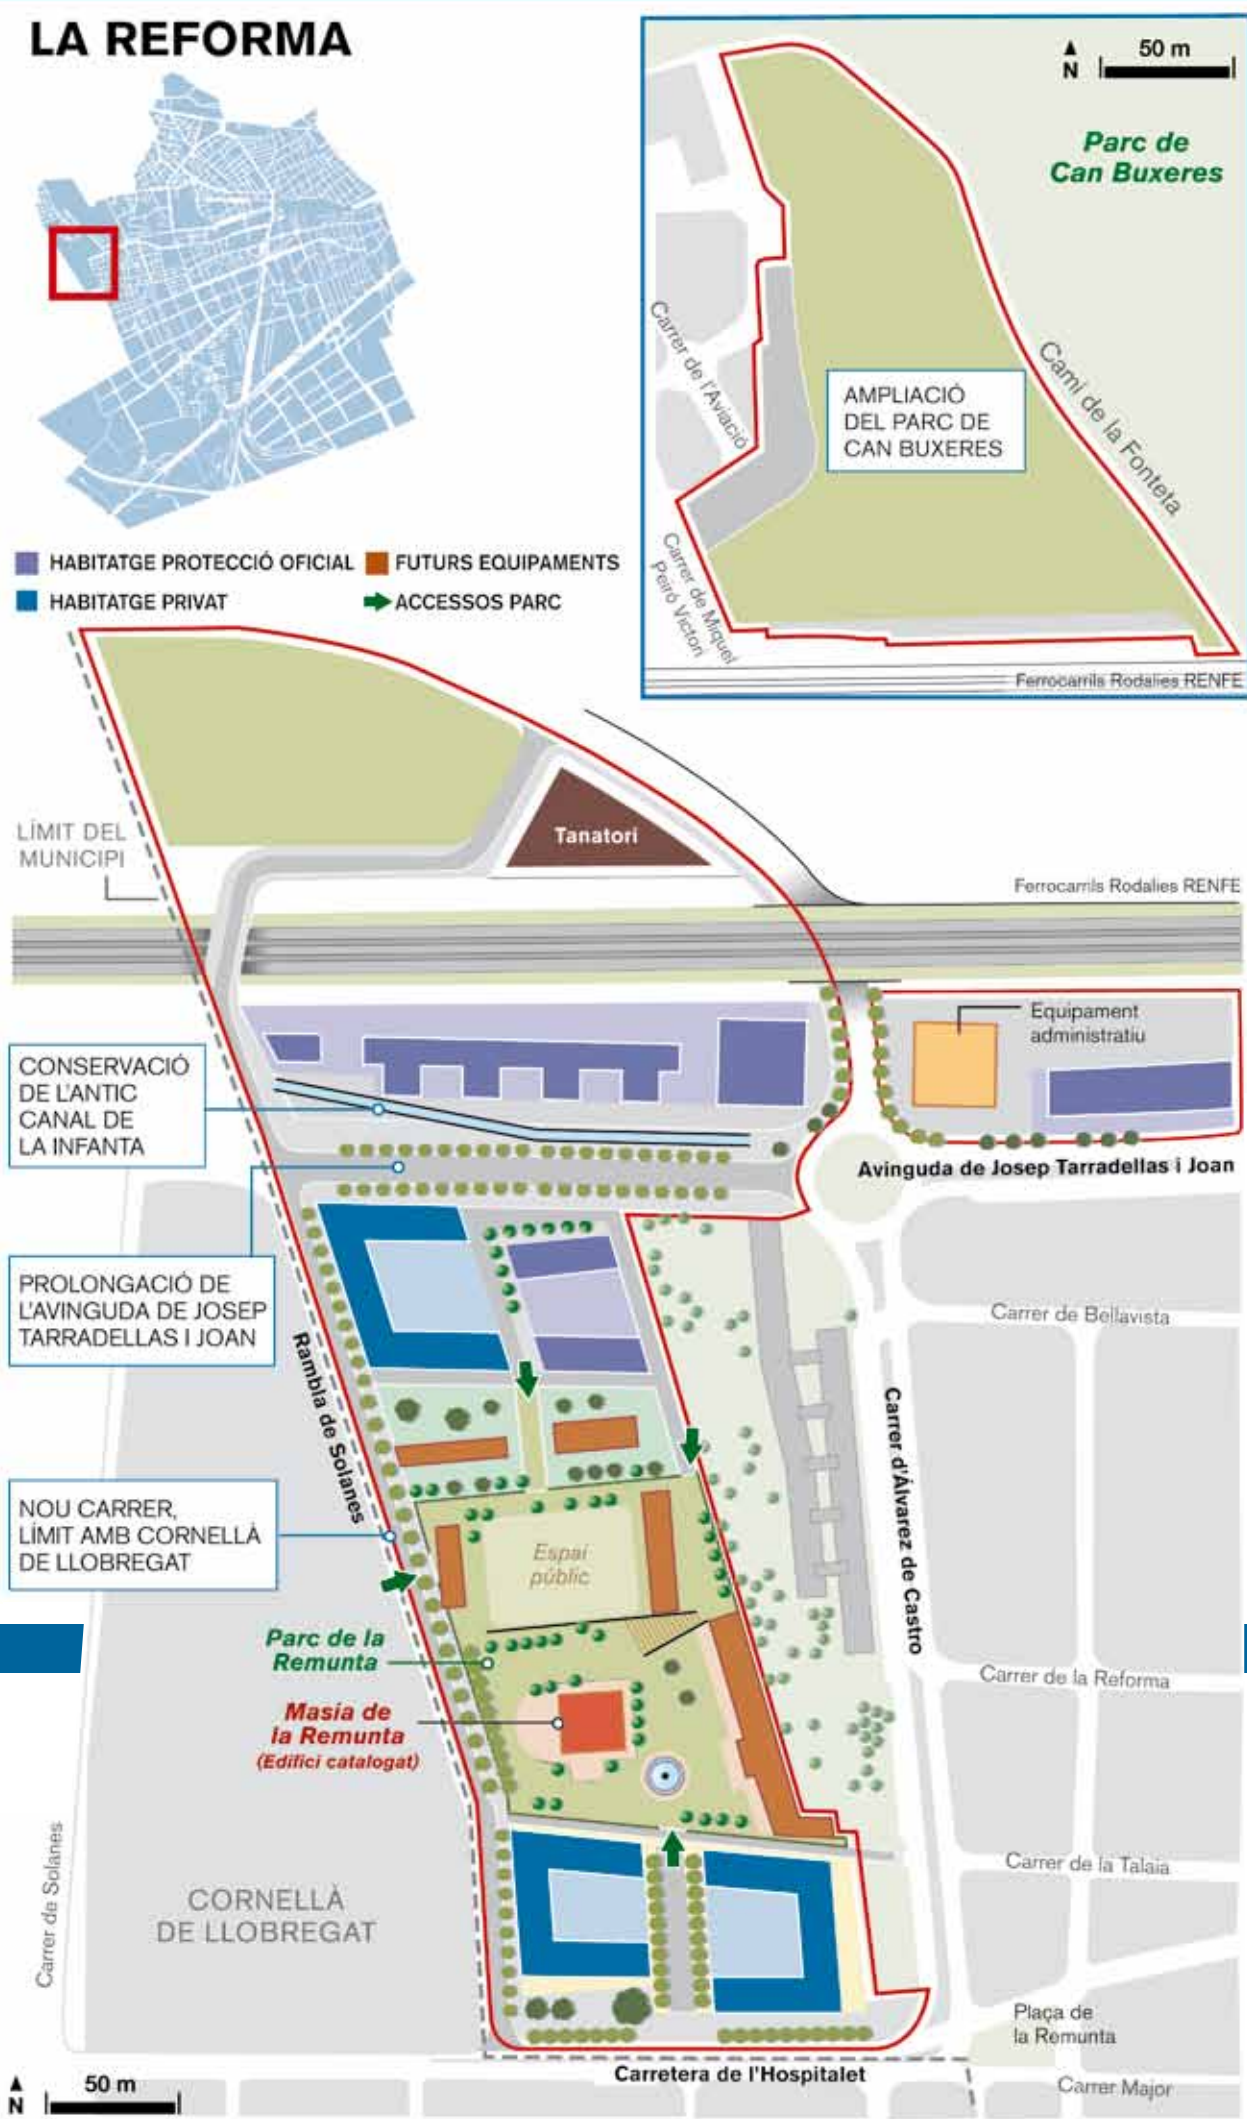 LA REFORMA
N
50 m
Parc de
Can Buxeres
Carrer de l'Aviació
AMPLIACIÓ
DEL PARC DE
CAN BUXERES
Camí de la Fonteta
Carrer de Miquel
Peiró Victori
Ferrocarrils Rodalies RENFE
HABITATGE PROTECCIÓ OFICIAL
FUTURS EQUIPAMENTS
HABITATGE PRIVAT
ACCESSOS PARC
LÍMIT DEL
MUNICIPI
Tanatori
Ferrocarrils Rodalies RENFE
Equipament
administratiu
CONSERVACIÓ
DE L'ANTIC
CANAL DE
LA INFANTA
Avinguda de Josep Tarradellas i Joan
PROLONGACIÓ DE
L'AVINGUDA DE JOSEP
TARRADELLAS I JOAN
Carrer de Bellavista
Rambla de Solanes
Carrer d'Álvarez de Castro
NOU CARRER,
LÍMIT AMB CORNELLÀ
DE LLOBREGAT
Espai
públic
Parc de la
Remunta
Carrer de la Reforma
Masia de
la Remunta
(Edifici catalogat)
Carrer de Solanes
CORNELLÀ
DE LLOBREGAT
Carrer de la Talaia
Plaça de
la Remunta
Carretera de l'Hospitalet
Carrer Major
N
50 m